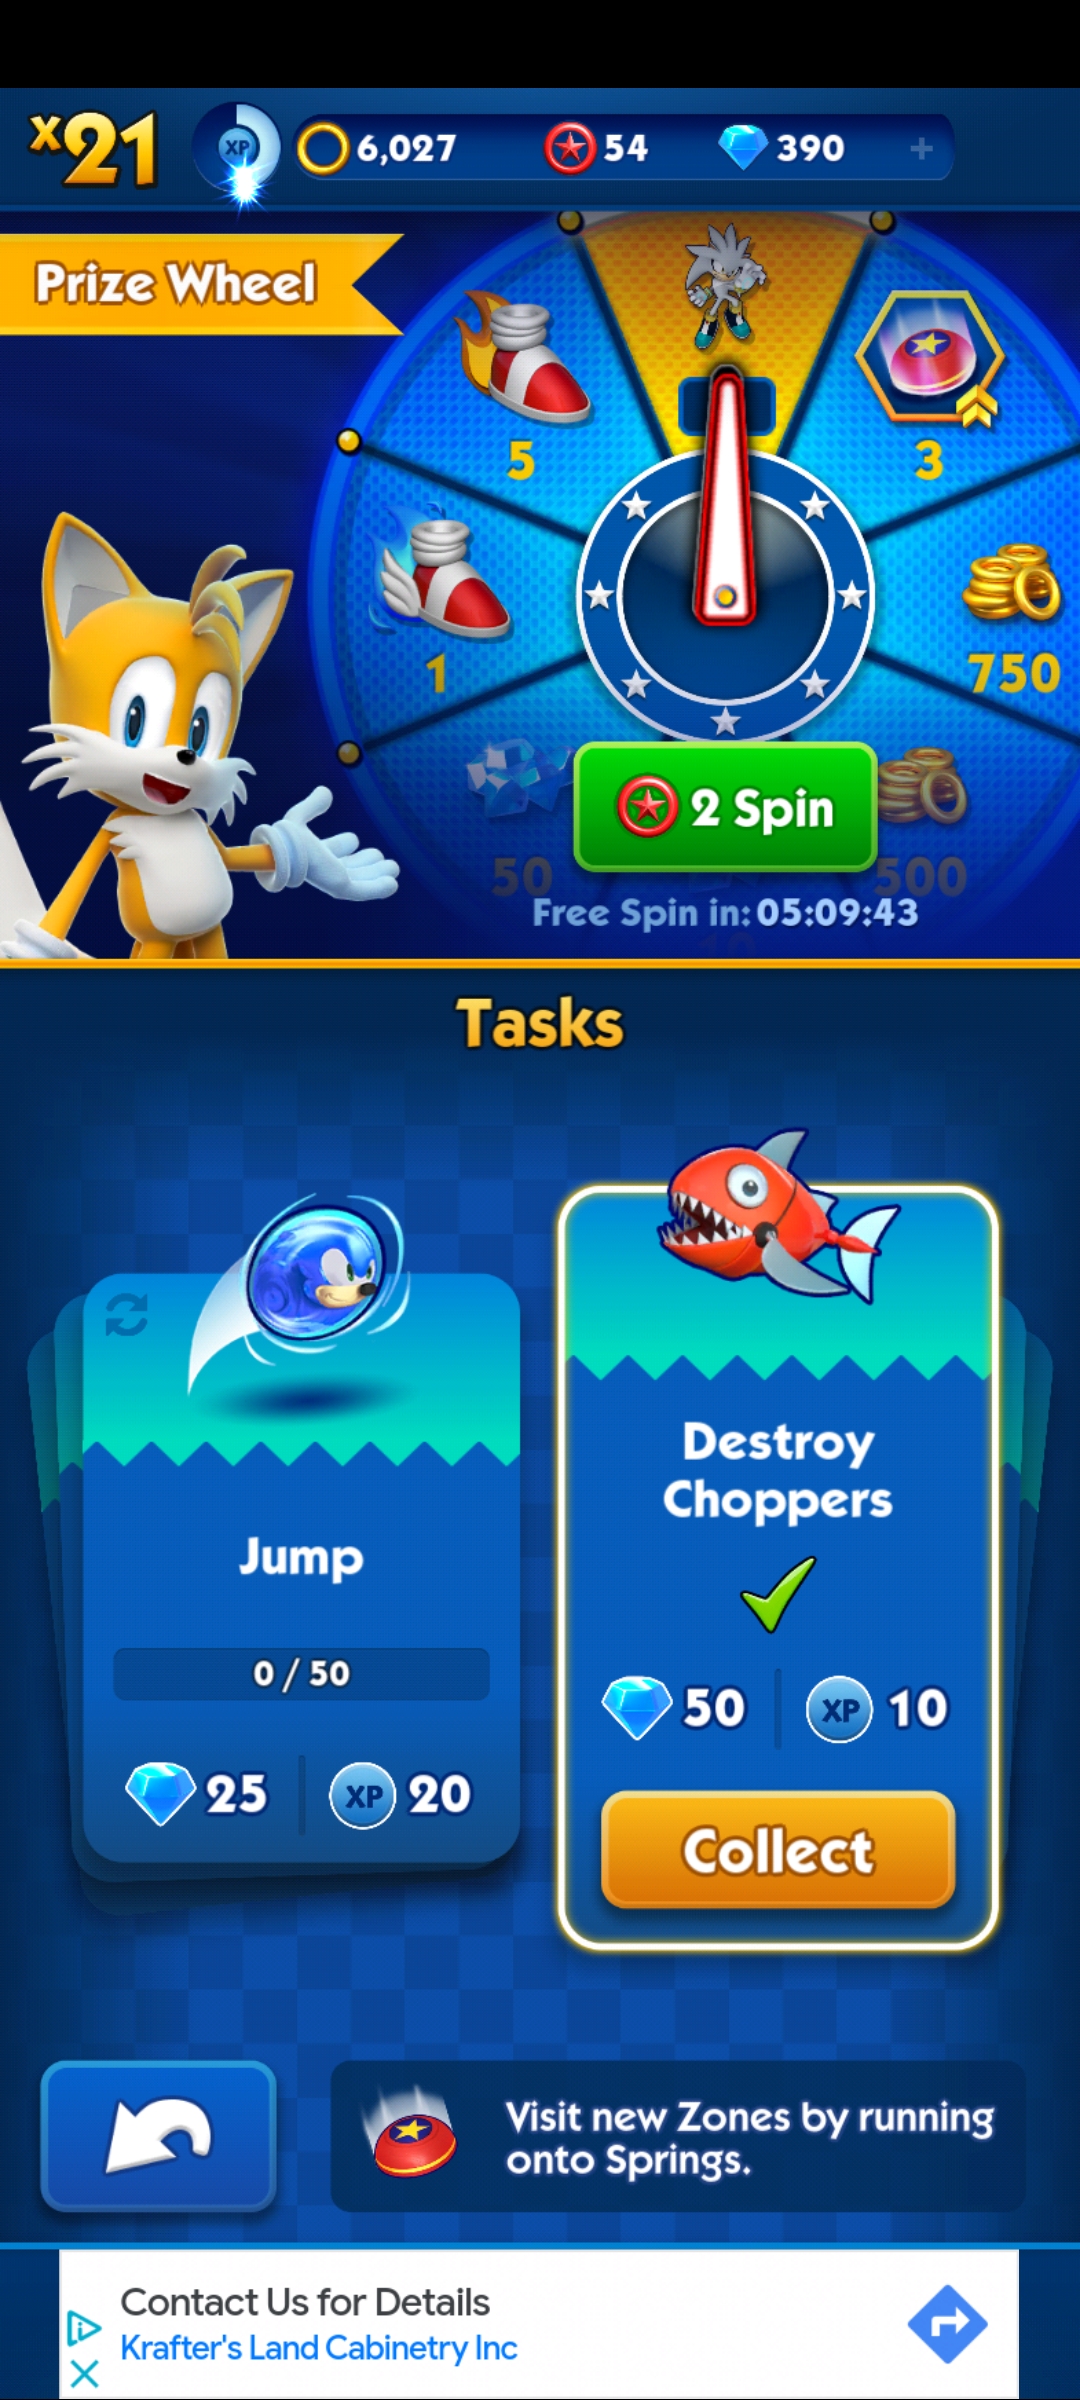 x21
XP
6,027
54
390
Prize Wheel
5
3
1
750
2 Spin
50
500
Free Spin in: 05:09:43
10
Tasks
Jump
0 / 50
25
XP 20
Destroy
Choppers
50
XP 10
Collect
Visit new Zones by running
onto Springs.
Contact Us for Details
Krafter's Land Cabinetry Inc